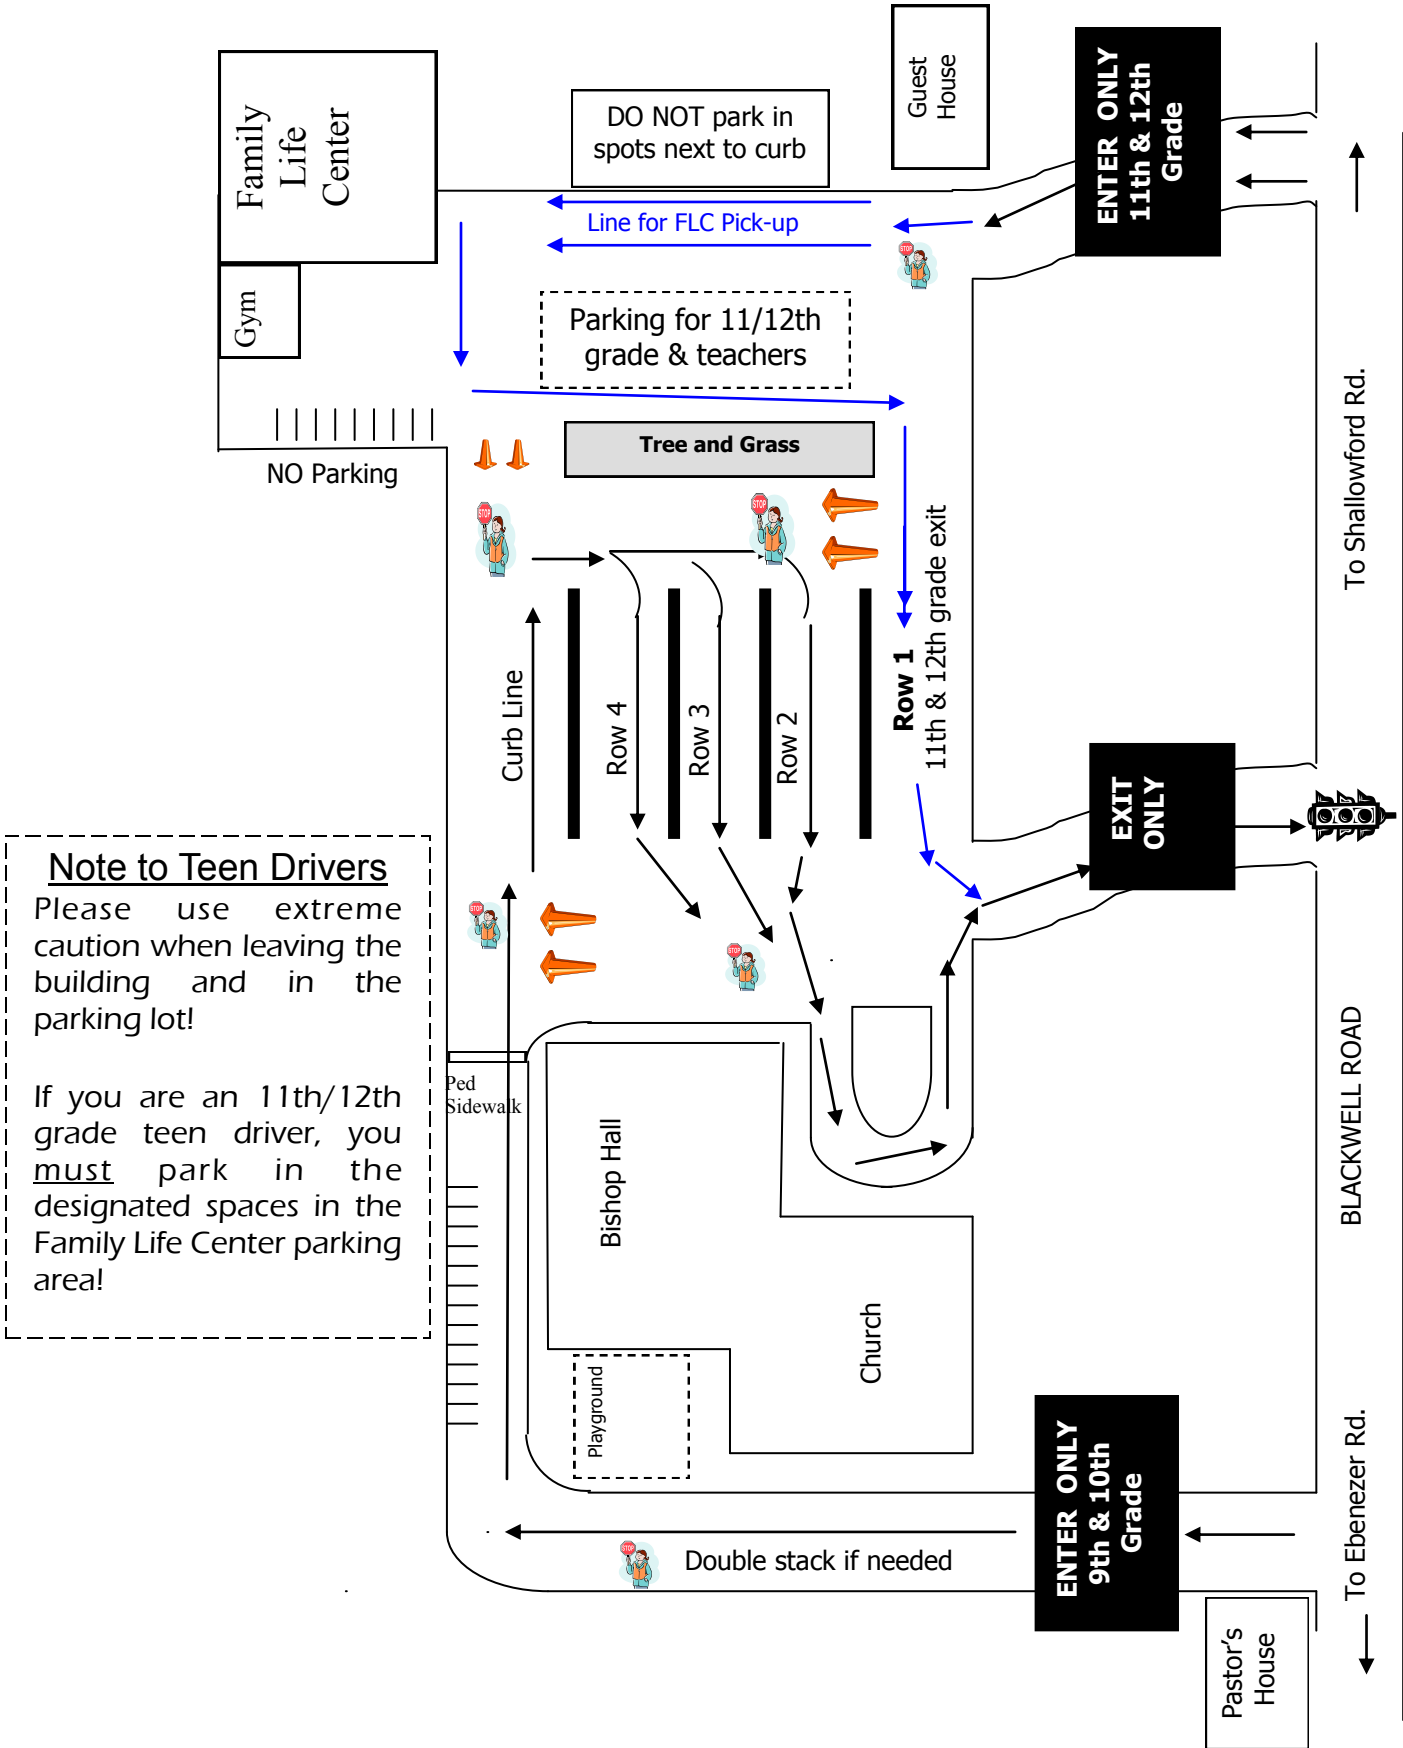 Family
Life
Center
DO NOT park in
spots next to curb
Guest
House
ENTER ONLY
11th & 12th
Grade
Line for FLC Pick-up
Gym
Parking for 11/12th
grade & teachers
To Shallowford Rd.
Tree and Grass
NO Parking
STOP
STOP
Curb Line
Row 4
Row 3
Row 2
Row 1
11th & 12th grade exit
EXIT
ONLY
Note to Teen Drivers
Please use extreme
caution when leaving the
building and in the
parking lot!
If you are an 11th/12th
grade teen driver, you
must park in the
designated spaces in the
Family Life Center parking
area!
STOP
STOP
Ped
Sidewalk
Bishop Hall
BLACKWELL ROAD
Church
Playground
ENTER ONLY
9th & 10th
Grade
To Ebenezer Rd.
STOP
Double stack if needed
Pastor's
House
STOP